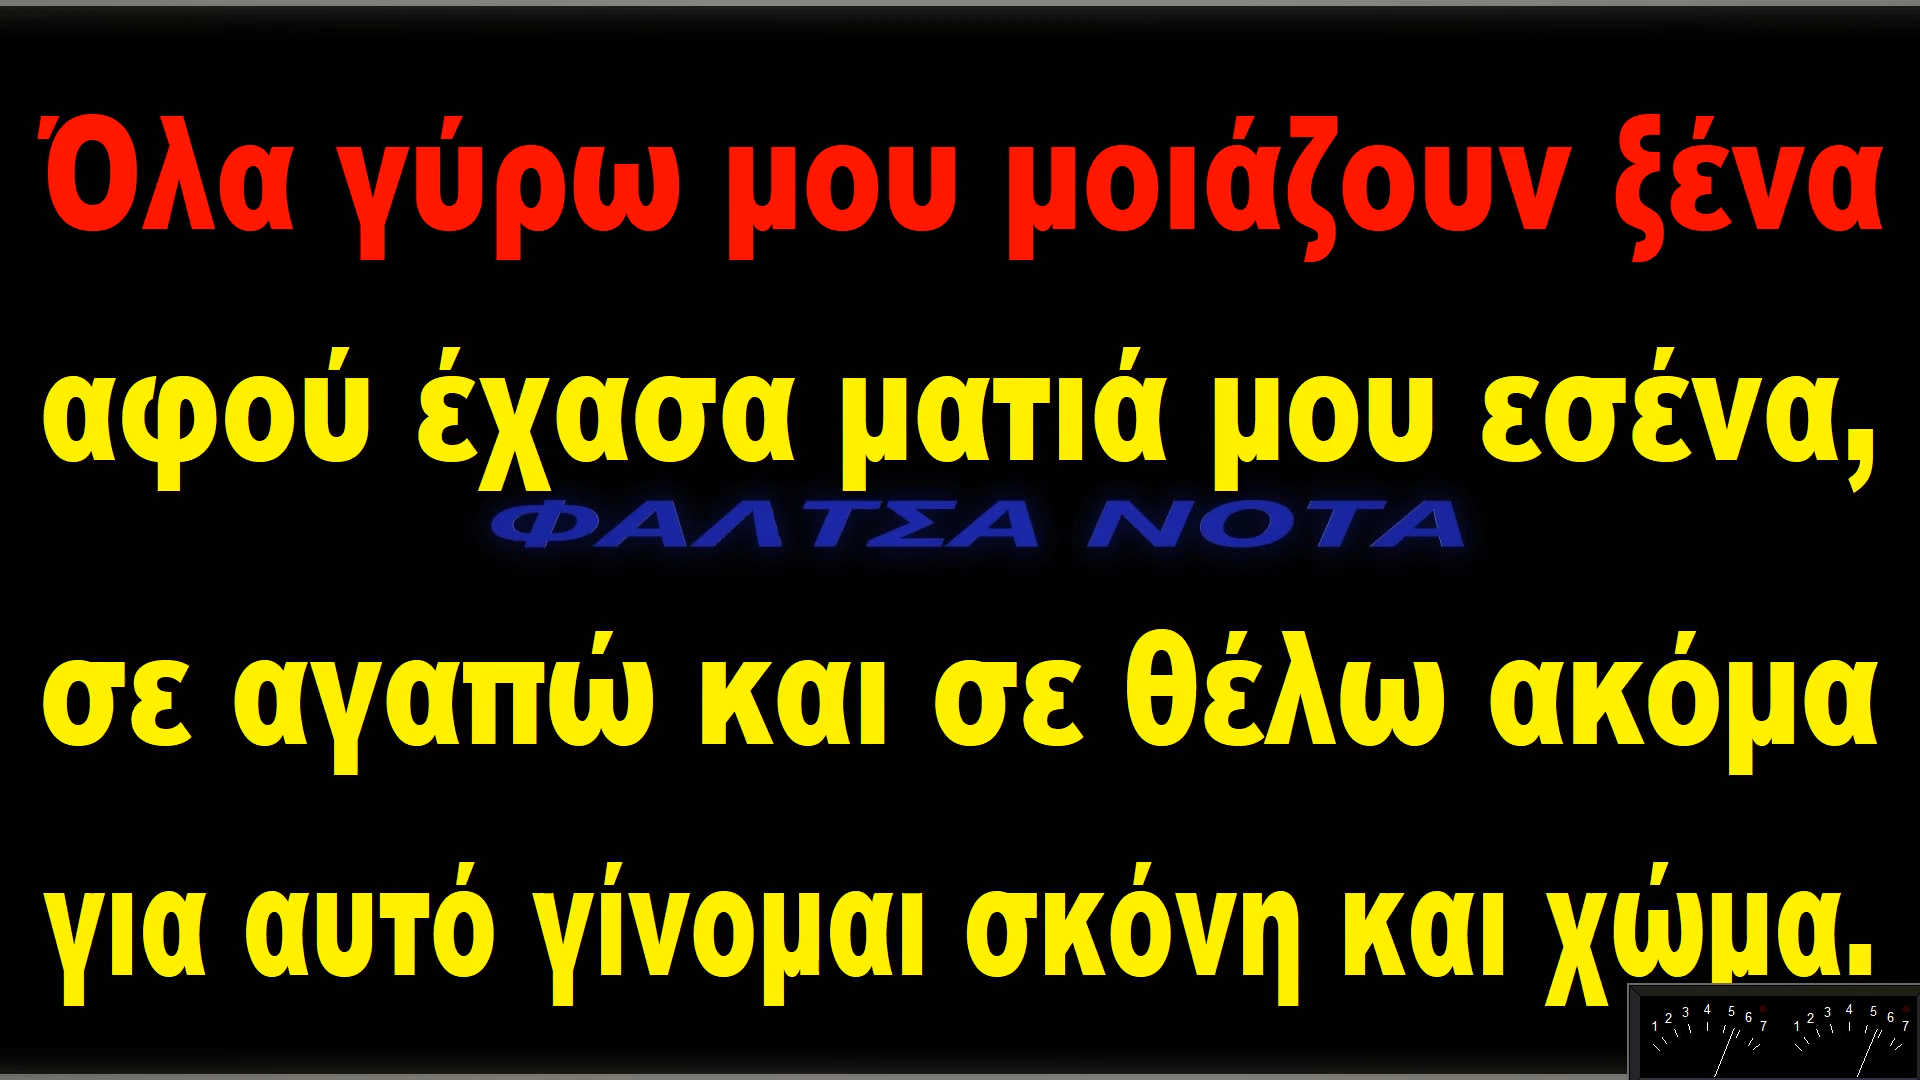 Όλα γύρω μου μοιάζουν ξένα
αφού έχασα ματιά μου εσένα,
ΦΑΛΤΣΑ ΝΟΤΑ
σε αγαπώ και σε θέλω ακόμα
για αυτό γίνομαι σκόνη και χώμα.
1 2 3 4 5 6 7 1 2 3 4 5 6 7